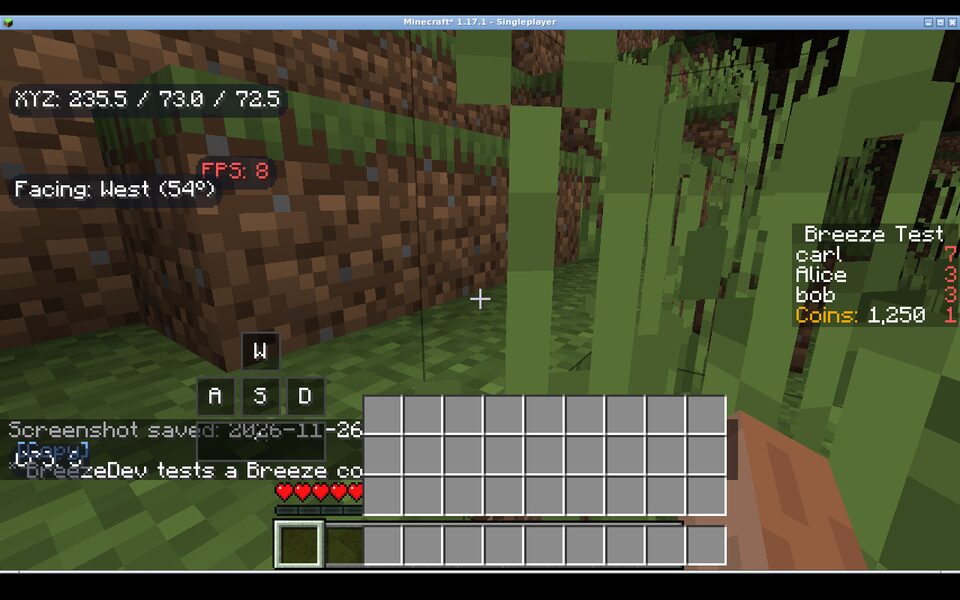 Minecraft* 1.17.1 - Singleplayer
XYZ: 235.5 / 73.0 / 72.5
FPS: 8
Facing: West (54º)
Breeze Test
carl 7
Alice 3
bob 3
Coins: 1,250 1
W
A S D
Screenshot saved: 2026-11-26
[Copy]
* BreezeDev tests a Breeze co